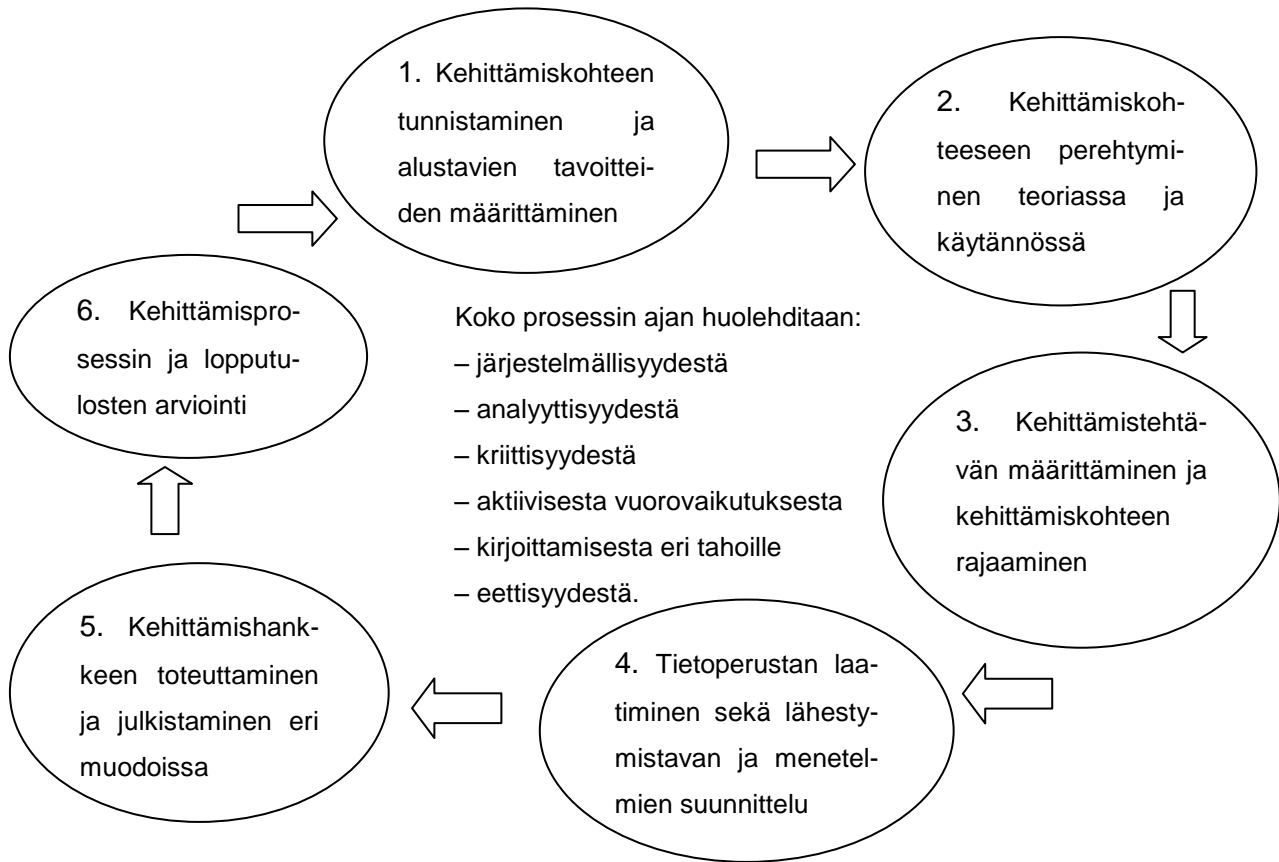 1. Kehittämiskohteen
tunnistaminen ja
alustavien tavoittei-
den määrittäminen
2. Kehittämiskoh-
teeseen perehtymi-
nen teoriassa ja
käytännössä
3. Kehittämistehtä-
vän määrittäminen ja
kehittämiskohteen
rajaaminen
4. Tietoperustan laa-
timinen sekä lähesty-
mistavan ja menetel-
mien suunnittelu
5. Kehittämishank-
keen toteuttaminen
ja julkistaminen eri
muodoissa
6. Kehittämispro-
sessin ja lopputu-
losten arviointi
Koko prosessin ajan huolehditaan:
– järjestelmällisyydestä
– analyyttisyydestä
– kriittisyydestä
– aktiivisesta vuorovaikutuksesta
– kirjoittamisesta eri tahoille
– eettisyydestä.